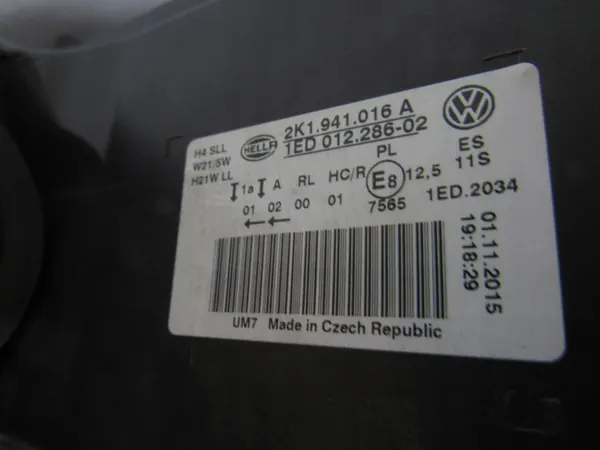 H4 SLL
W21/5W
H21W LL
HELLA
2K1.941.016 A
1ED 012.286-02
PL
ES
11S
1a A RL HC/R E8 12,5
01 02 00 01 7565 1ED.2034
01.11.2015
19:18:29
UM7 Made in Czech Republic